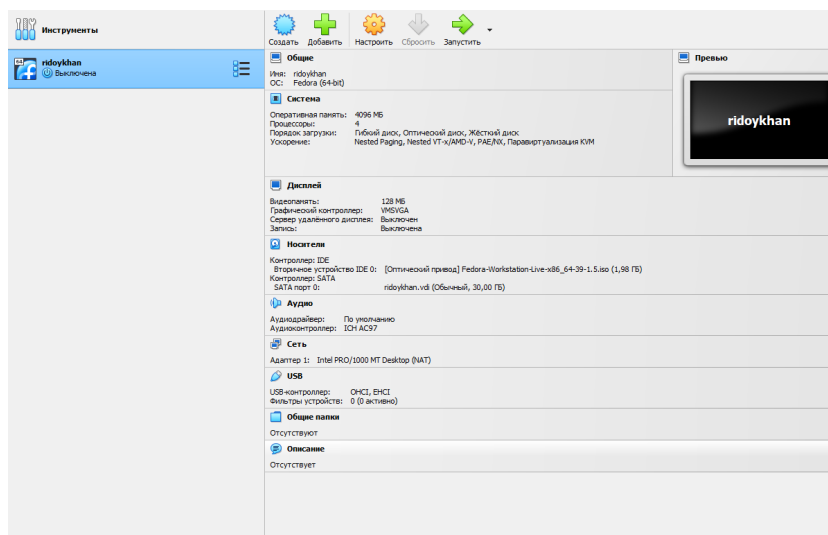 Инструменты
Создать Добавить Настроить Сбросить Запустить
64
ridoykhan
Выключена
Общие
Имя: ridoykhan
ОС: Fedora (64-bit)
Превью
ridoykhan
Система
Оперативная память: 4096 МБ
Процессоры: 4
Порядок загрузки: Гибкий диск, Оптический диск, Жёсткий диск
Ускорение: Nested Paging, Nested VT-x/AMD-V, PAE/NX, Паравиртуализация KVM
Дисплей
Видеопамять: 128 МБ
Графический контроллер: VMSVGA
Сервер удалённого дисплея: Выключен
Запись: Выключена
Носители
Контроллер: IDE
Вторичное устройство IDE 0: [Оптический привод] Fedora-Workstation-Live-x86_64-39-1.5.iso (1,98 ГБ)
Контроллер: SATA
SATA порт 0: ridoykhan.vdi (Обычный, 30,00 ГБ)
Аудио
Аудиодрайвер: По умолчанию
Аудиоконтроллер: ICH AC97
Сеть
Адаптер 1: Intel PRO/1000 MT Desktop (NAT)
USB
USB-контроллер: OHCI, EHCI
Фильтры устройств: 0 (0 активно)
Общие папки
Отсутствуют
Описание
Отсутствует